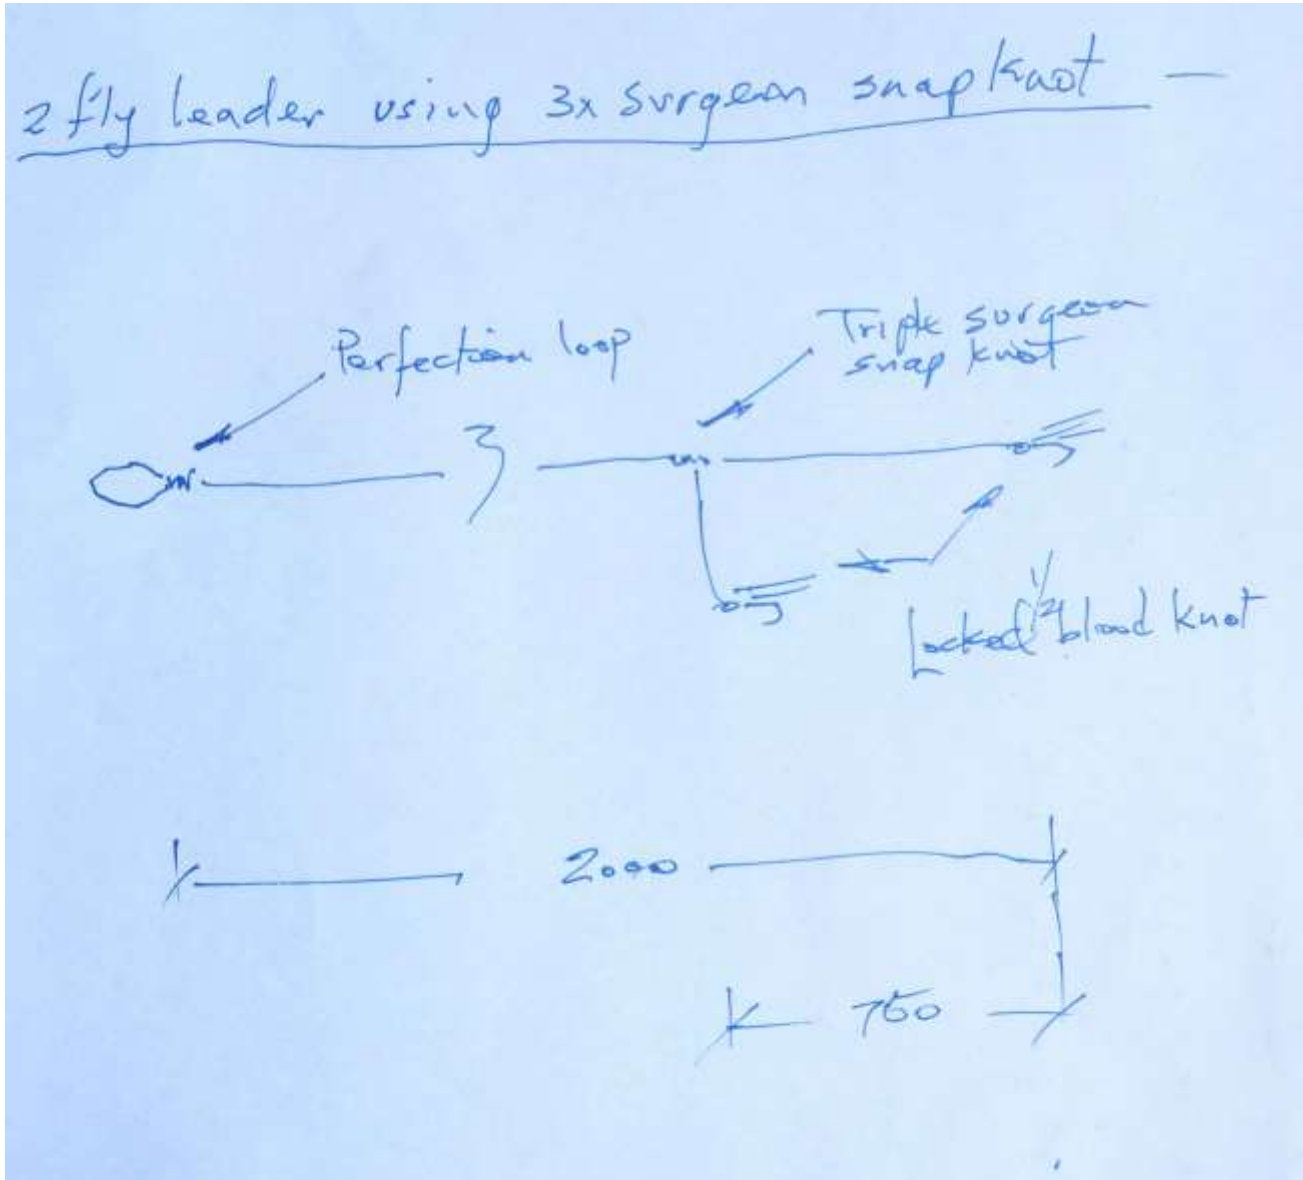 2 fly leader using 3x surgeon snap knot —
Perfection loop
Triple surgeon
snap knot
Locked 1/2 blood knot
2000
750